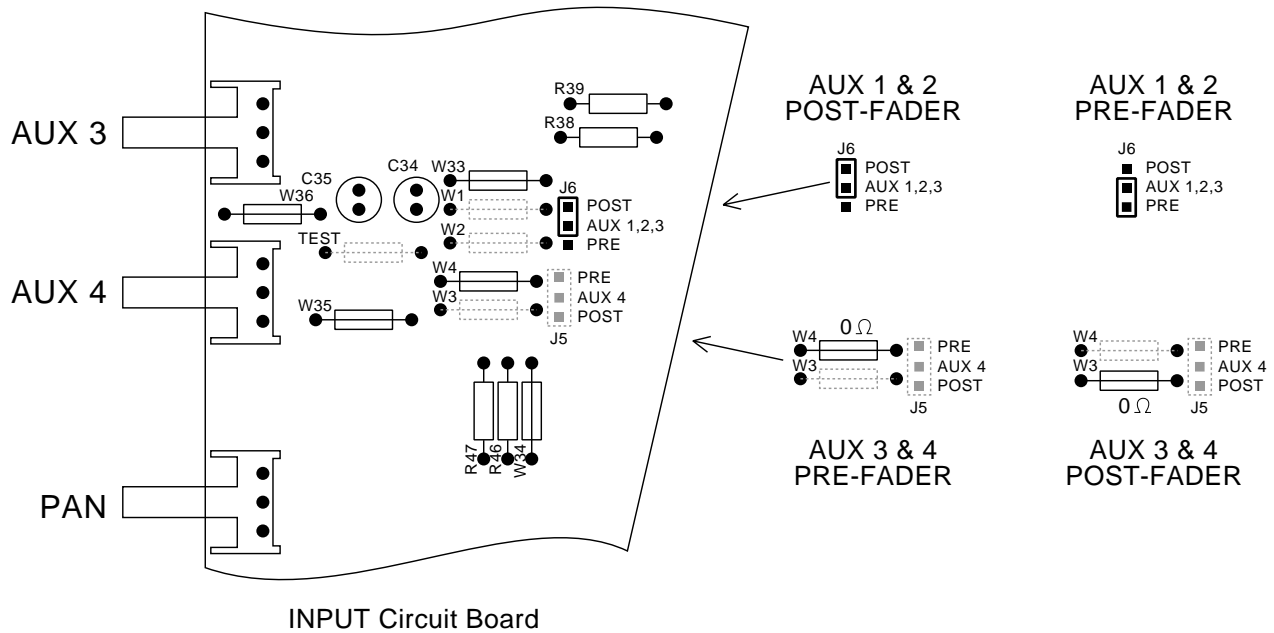 AUX 3
AUX 4
PAN
R39
R38
C35
C34
W33
W36
W1
J6
POST
AUX 1,2,3
PRE
W2
TEST
W4
PRE
W3
AUX 4
POST
W35
J5
R47
R46
W34
INPUT Circuit Board
AUX 1 & 2
POST-FADER
J6
POST
AUX 1,2,3
PRE
AUX 1 & 2
PRE-FADER
J6
POST
AUX 1,2,3
PRE
0 Ω
W4
PRE
W3
AUX 4
POST
J5
AUX 3 & 4
PRE-FADER
W4
PRE
W3
AUX 4
POST
0 Ω
J5
AUX 3 & 4
POST-FADER